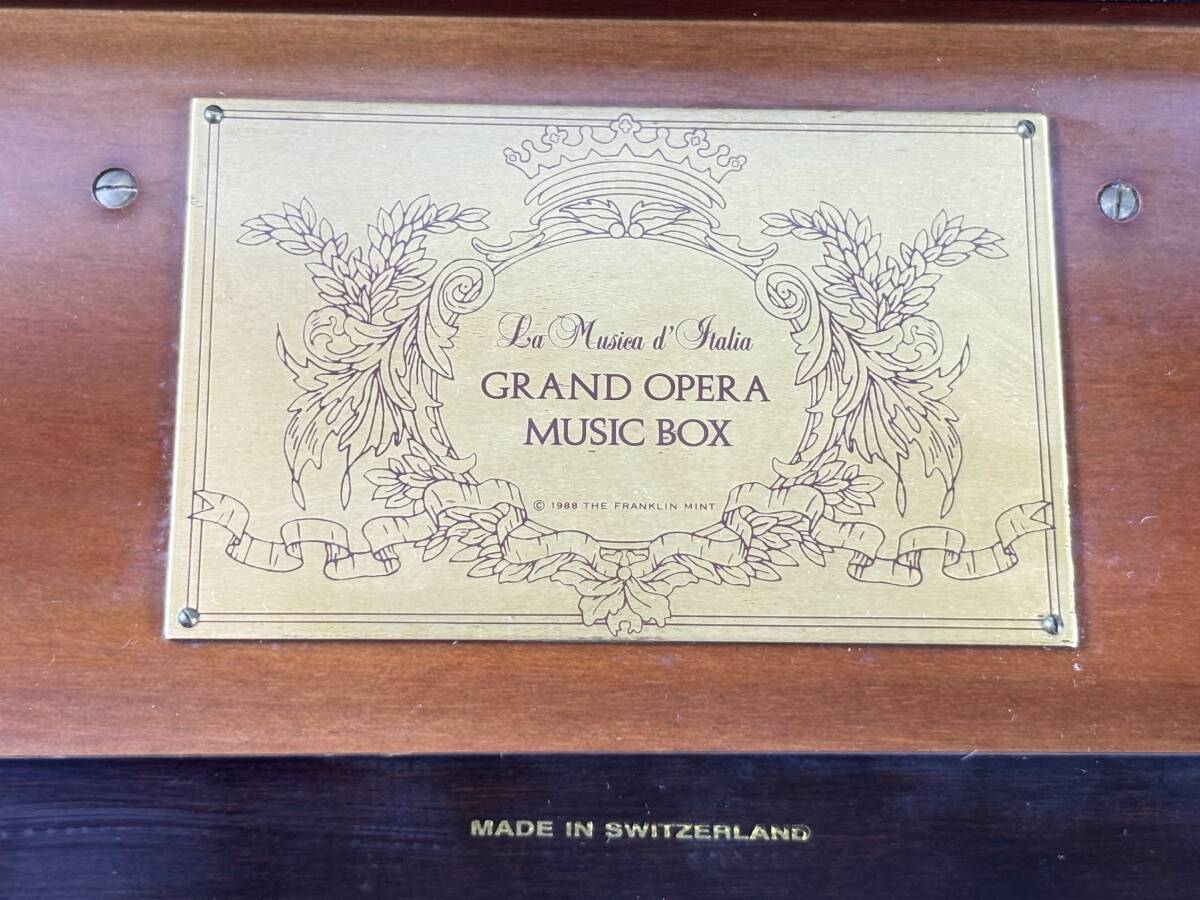 La Musica d'Italia
GRAND OPERA
MUSIC BOX
© 1988 THE FRANKLIN MINT
MADE IN SWITZERLAND